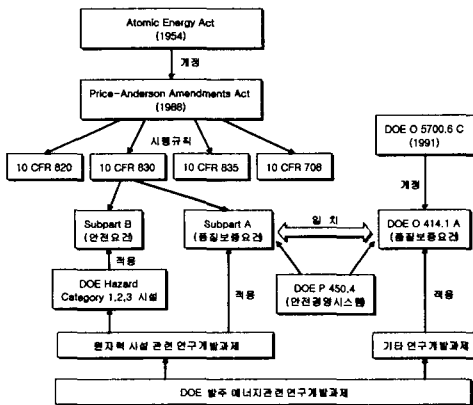 Atomic Energy Act
(1954)
개정
Price-Anderson Amendments Act
(1988)
시행규칙
DOE O 5700.6 C
(1991)
10 CFR 820
10 CFR 830
10 CFR 835
10 CFR 708
개정
Subpart B
(안전요건)
Subpart A
(품질보증요건)
일 치
DOE O 414.1 A
(품질보증요건)
적용
DOE Hazard
Category 1,2,3 시설
적용
DOE P 450.4
(안전경영시스템)
적용
원자력 시설 관련 연구개발과제
기타 연구개발과제
DOE 발주 에너지관련 연구개발과제